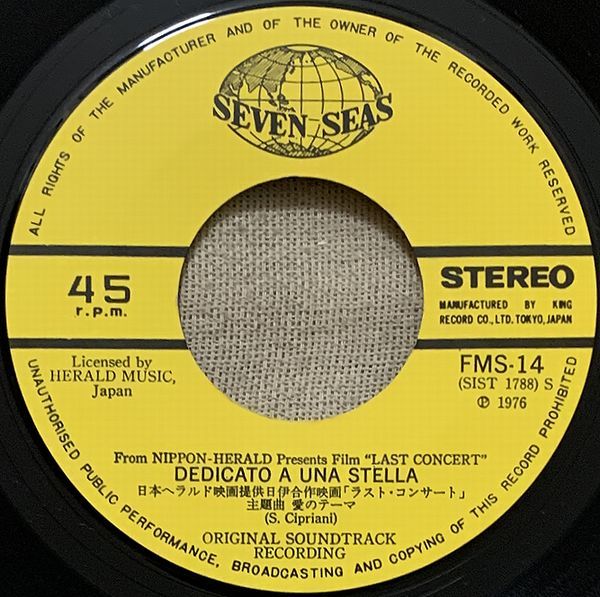 ALL RIGHTS OF THE MANUFACTURER AND OF THE OWNER OF THE RECORDED WORK RESERVED
SEVEN SEAS
45
r.p.m.
STEREO
MANUFACTURED BY KING
RECORD CO., LTD. TOKYO, JAPAN
Licensed by
HERALD MUSIC,
Japan
FMS-14
(SIST 1788) S
℗ 1976
From NIPPON-HERALD Presents Film "LAST CONCERT"
DEDICATO A UNA STELLA
日本ヘラルド映画提供日伊合作映画「ラスト・コンサート」
主題曲 愛のテーマ
(S. Cipriani)
ORIGINAL SOUNDTRACK
RECORDING
UNAUTHORISED PUBLIC PERFORMANCE, BROADCASTING AND COPYING OF THIS RECORD PROHIBITED